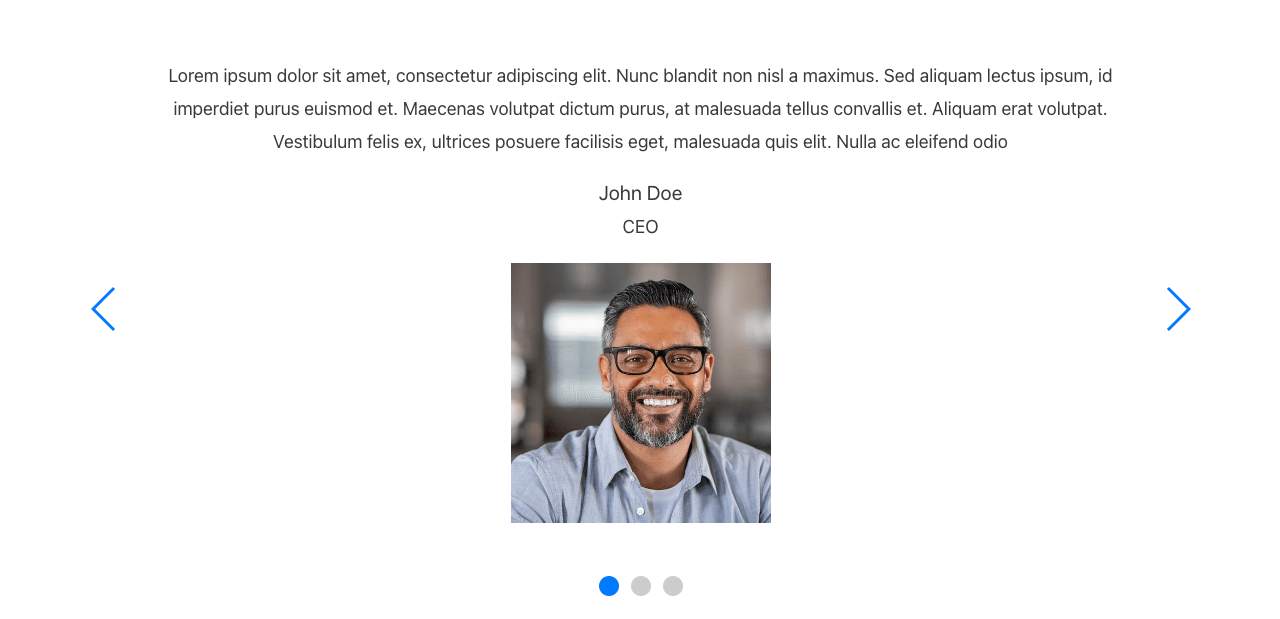 Lorem ipsum dolor sit amet, consectetur adipiscing elit. Nunc blandit non nisl a maximus. Sed aliquam lectus ipsum, id
imperdiet purus euismod et. Maecenas volutpat dictum purus, at malesuada tellus convallis et. Aliquam erat volutpat.
Vestibulum felis ex, ultrices posuere facilisis eget, malesuada quis elit. Nulla ac eleifend odio
John Doe
CEO